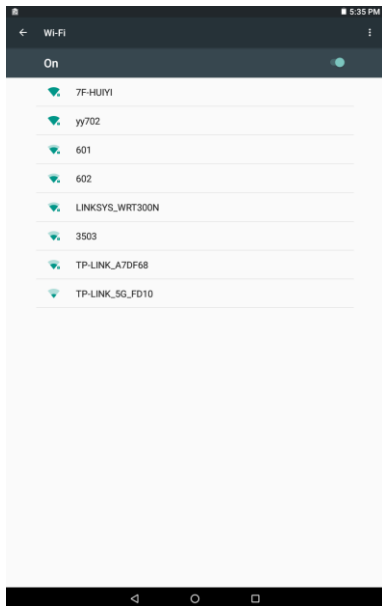 5:35 PM
Wi-Fi
On
7F-HUIYI
yy702
601
602
LINKSYS_WRT300N
3503
TP-LINK_A7DF68
TP-LINK_5G_FD10